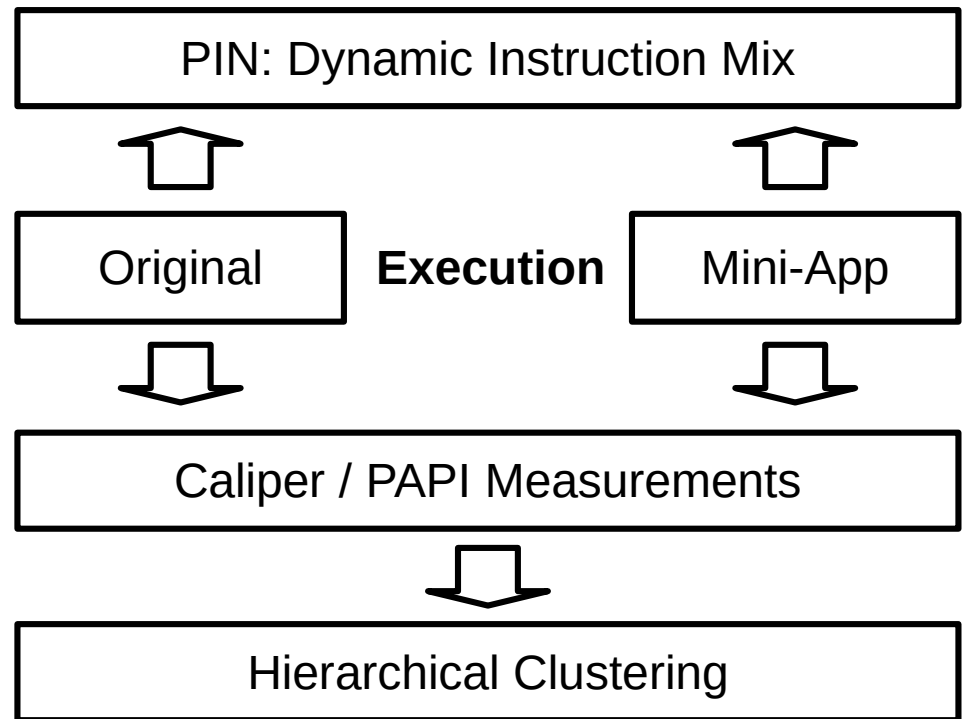 PIN: Dynamic Instruction Mix
Original
Execution
Mini-App
Caliper / PAPI Measurements
Hierarchical Clustering